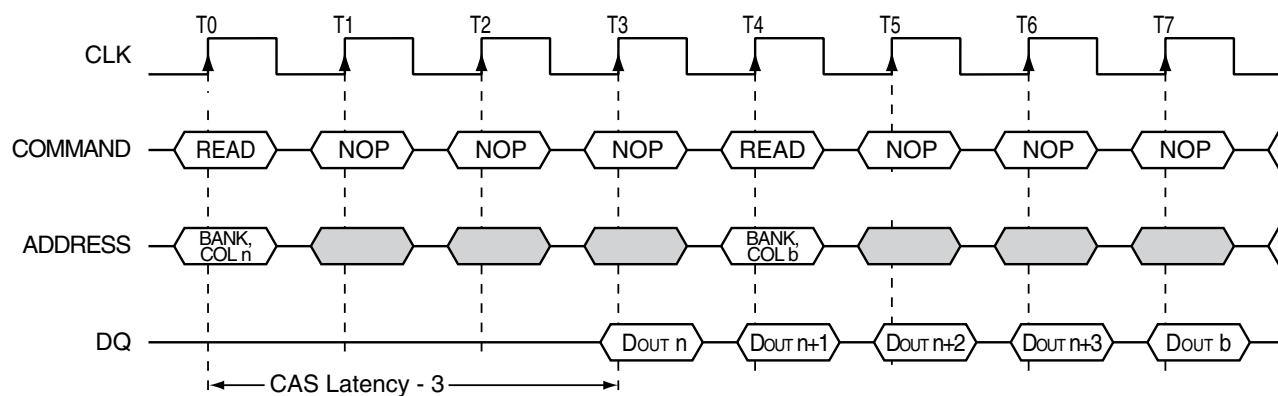 T0 T1 T2 T3 T4 T5 T6 T7
CLK
COMMAND READ NOP NOP NOP READ NOP NOP NOP
ADDRESS BANK, COL n BANK, COL b
DQ DOUT n DOUT n+1 DOUT n+2 DOUT n+3 DOUT b
CAS Latency - 3